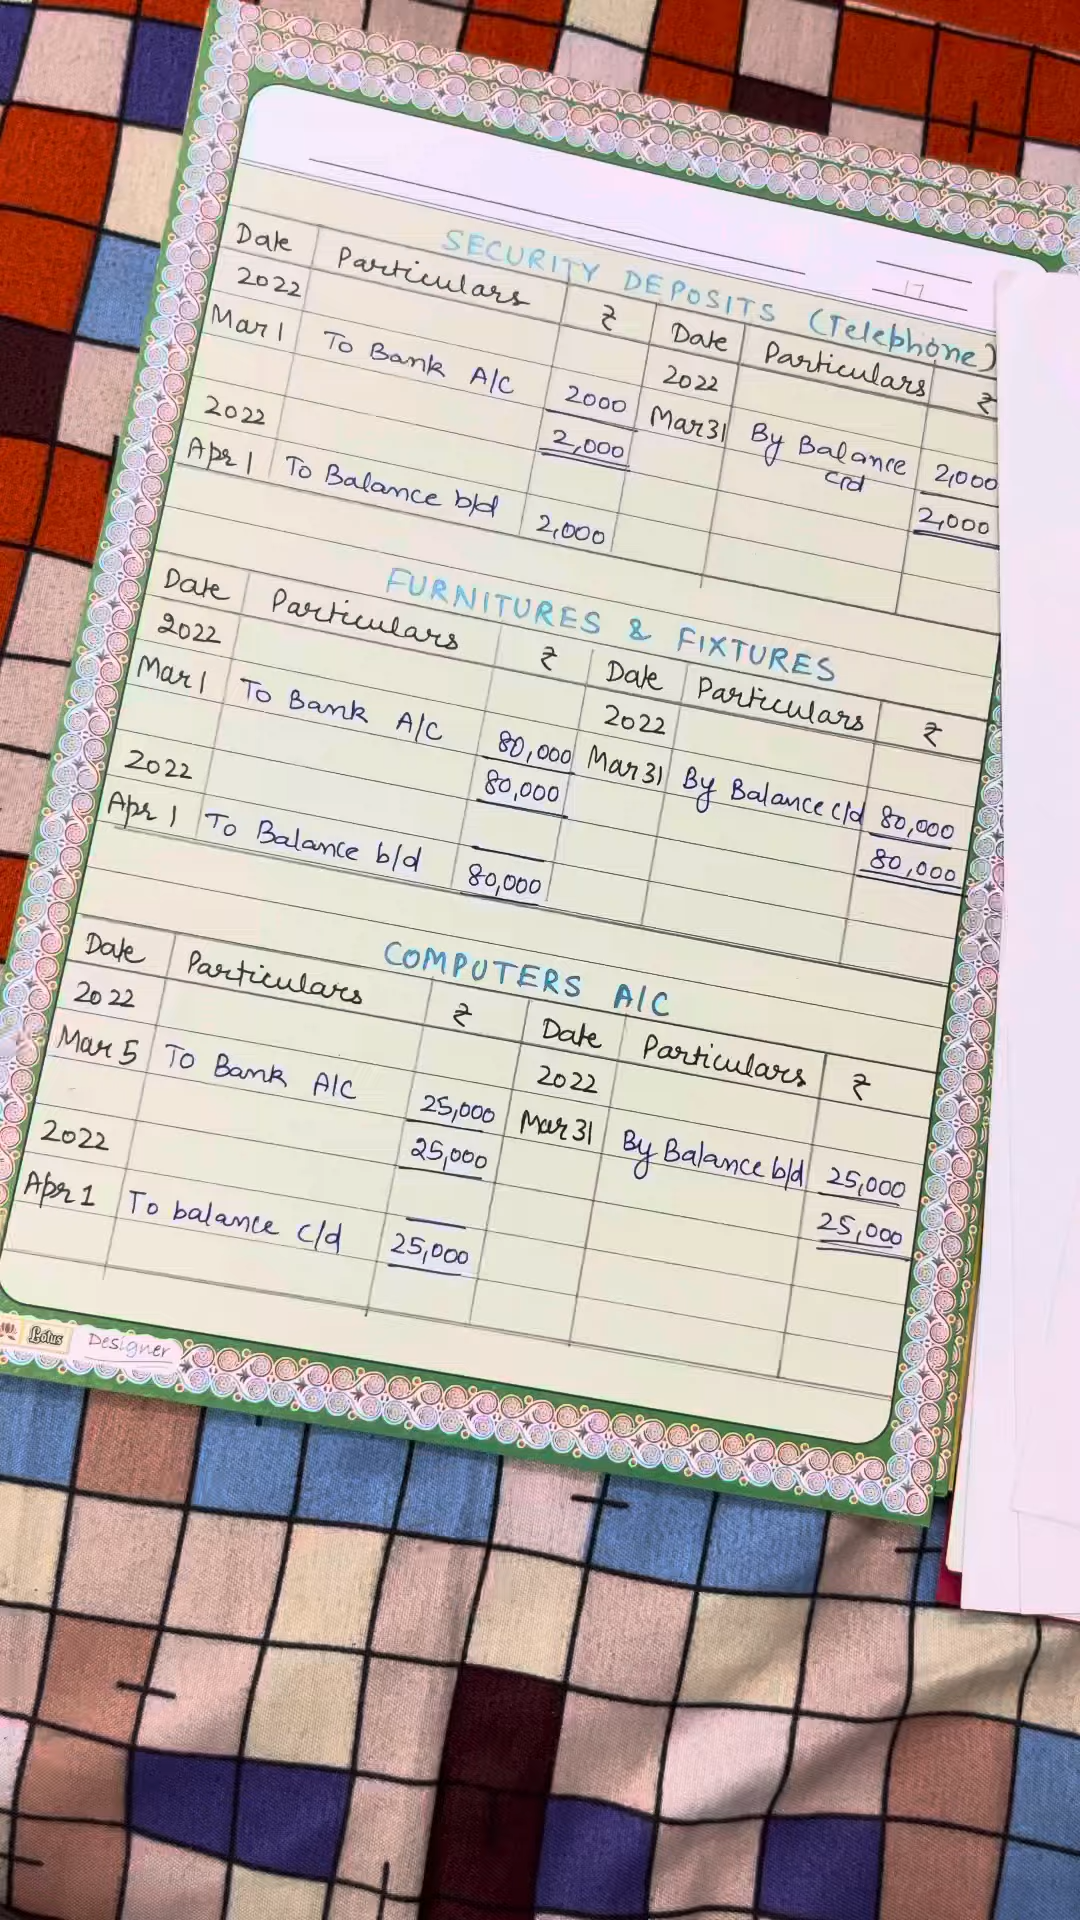 17
SECURITY DEPOSITS (Telephone)
Date Particulars ₹ Date Particulars ₹
2022 2022
Mar 1 To Bank A/C 2000 Mar 31 By Balance c/d 2,000
2,000 2,000
2022
Apr 1 To Balance b/d 2,000
FURNITURES & FIXTURES
Date Particulars ₹ Date Particulars ₹
2022 2022
Mar 1 To Bank A/C 80,000 Mar 31 By Balance c/d 80,000
80,000 80,000
2022
Apr 1 To Balance b/d 80,000
COMPUTERS A/C
Date Particulars ₹ Date Particulars ₹
2022 2022
Mar 5 To Bank A/C 25,000 Mar 31 By Balance b/d 25,000
25,000 25,000
2022
Apr 1 To balance c/d 25,000
Lotus Designer